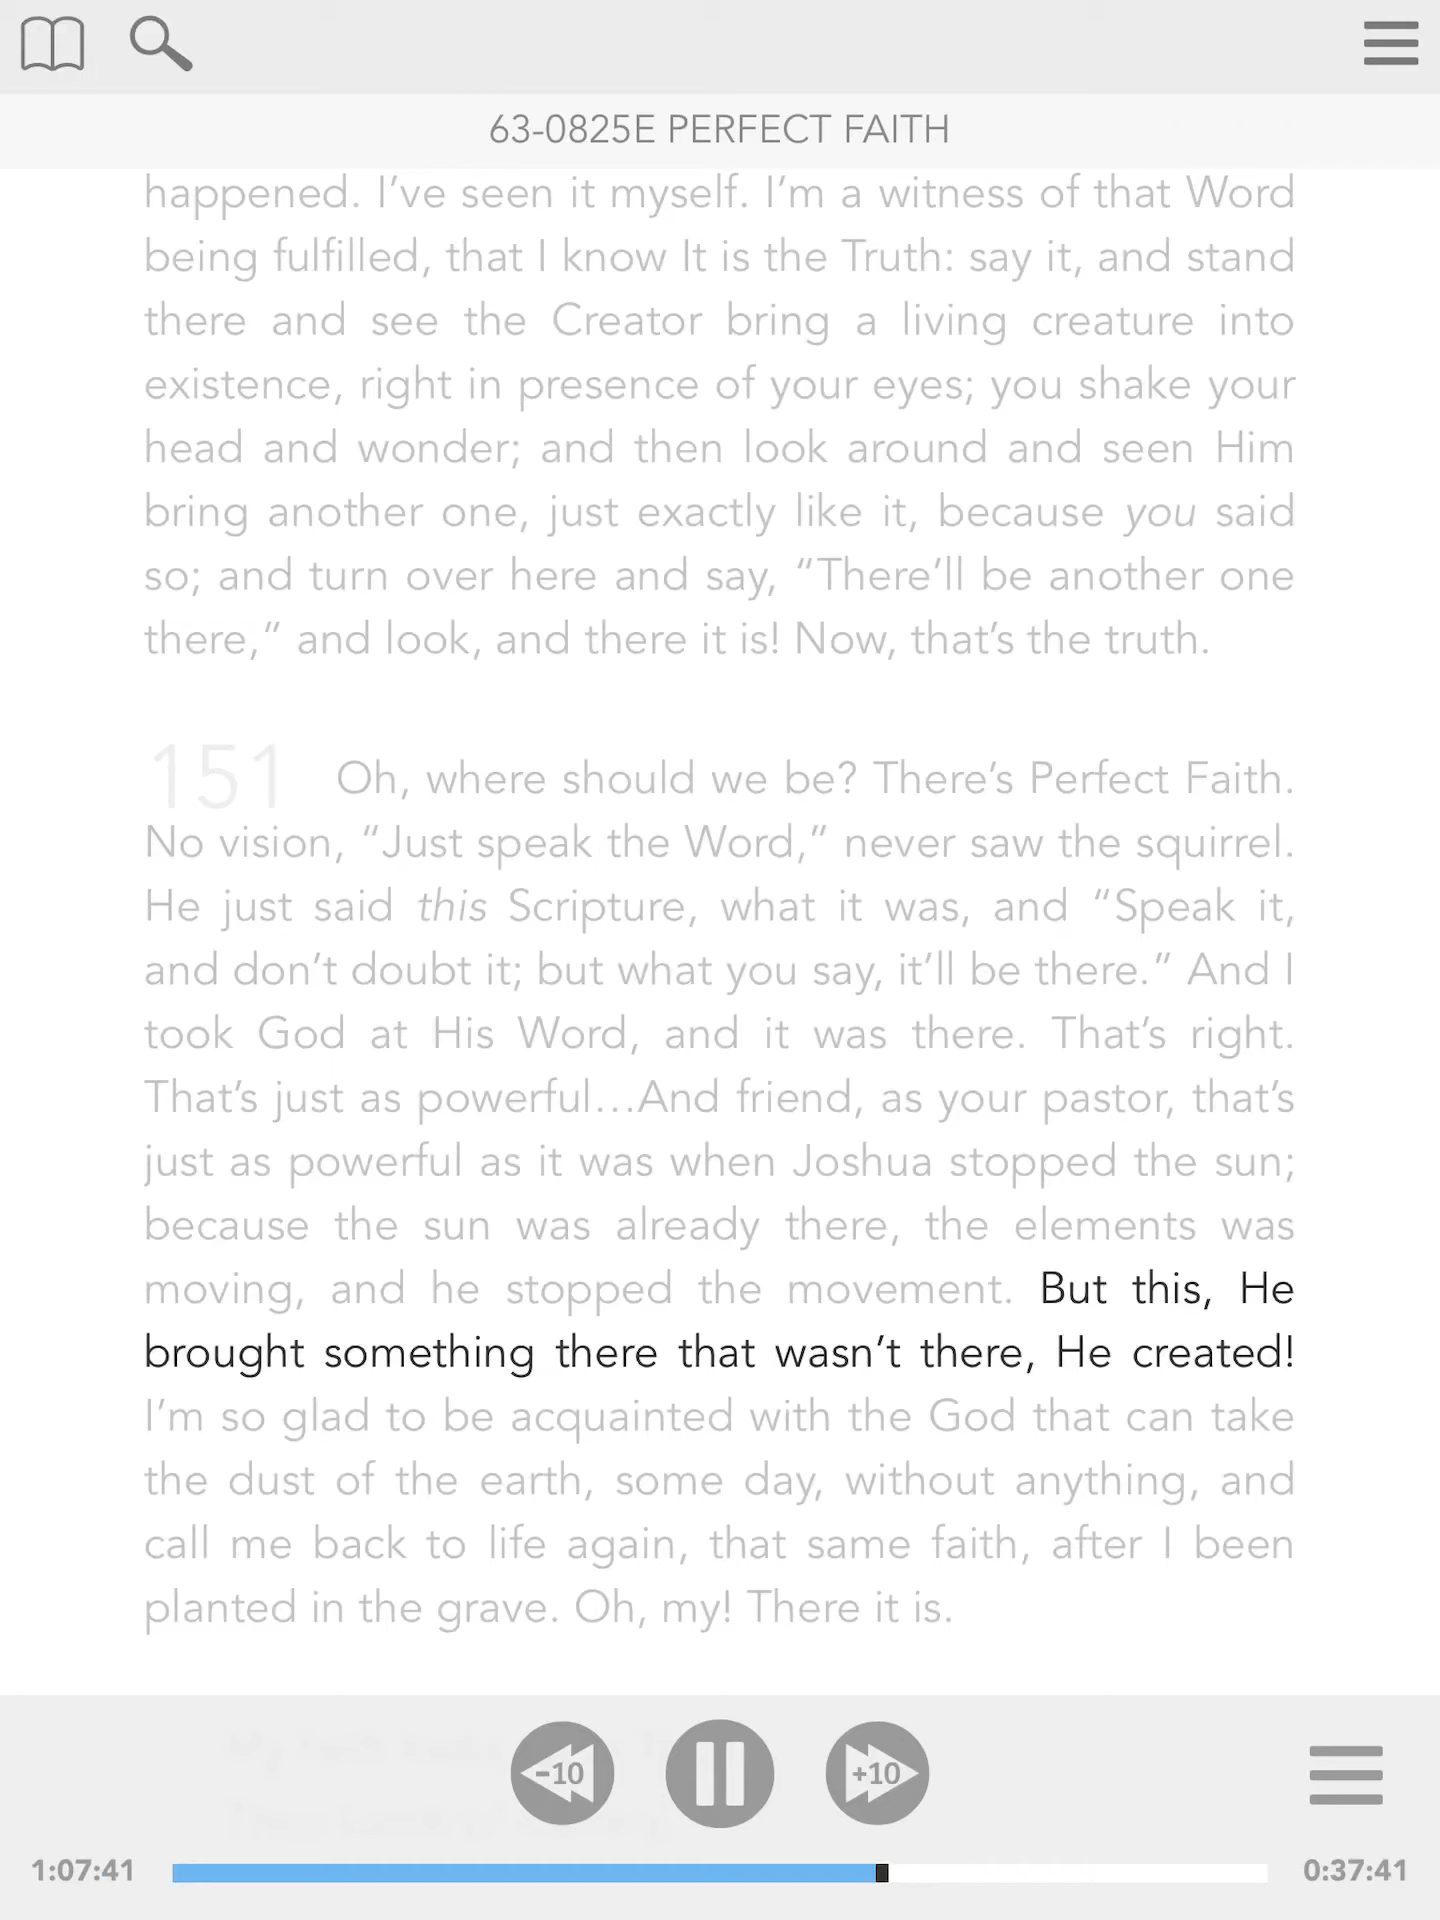 63-0825E PERFECT FAITH
happened. I've seen it myself. I'm a witness of that Word
being fulfilled, that I know It is the Truth: say it, and stand
there and see the Creator bring a living creature into
existence, right in presence of your eyes; you shake your
head and wonder; and then look around and seen Him
bring another one, just exactly like it, because you said
so; and turn over here and say, “There’ll be another one
there,” and look, and there it is! Now, that’s the truth.
151 Oh, where should we be? There’s Perfect Faith.
No vision, “Just speak the Word,” never saw the squirrel.
He just said this Scripture, what it was, and “Speak it,
and don’t doubt it; but what you say, it’ll be there.” And I
took God at His Word, and it was there. That’s right.
That’s just as powerful…And friend, as your pastor, that’s
just as powerful as it was when Joshua stopped the sun;
because the sun was already there, the elements was
moving, and he stopped the movement. But this, He
brought something there that wasn’t there, He created!
I’m so glad to be acquainted with the God that can take
the dust of the earth, some day, without anything, and
call me back to life again, that same faith, after I been
planted in the grave. Oh, my! There it is.
-10 +10
1:07:41 0:37:41